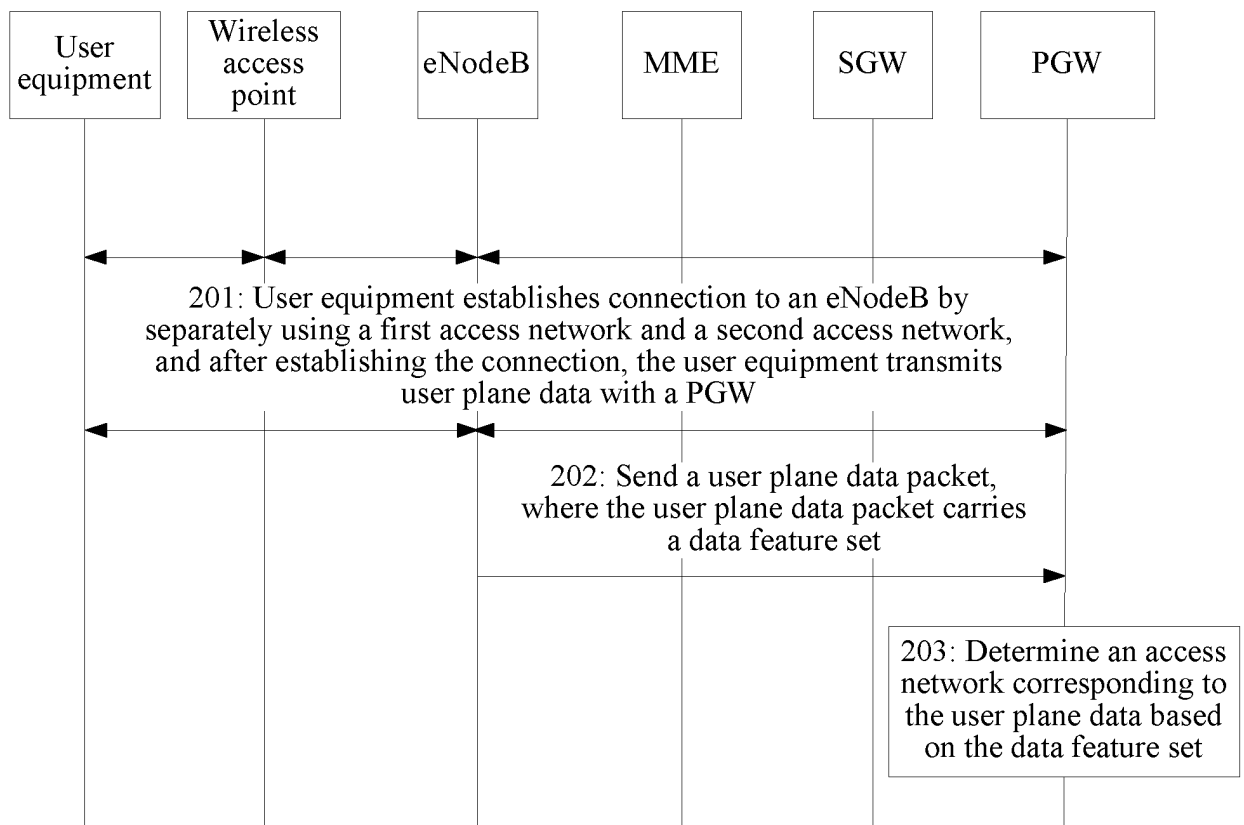 User
equipment
Wireless
access
point
eNodeB
MME
SGW
PGW
201: User equipment establishes connection to an eNodeB by
separately using a first access network and a second access network,
and after establishing the connection, the user equipment transmits
user plane data with a PGW
202: Send a user plane data packet,
where the user plane data packet carries
a data feature set
203: Determine an access
network corresponding to
the user plane data based
on the data feature set